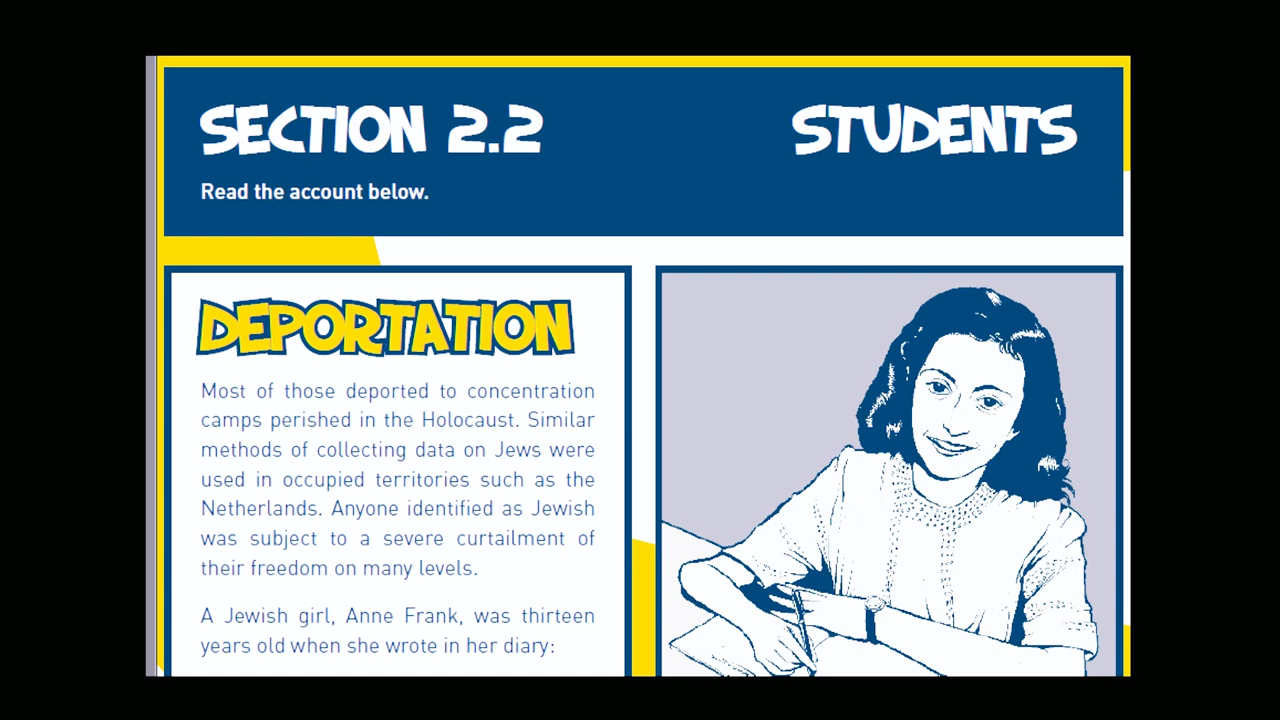 SECTION 2.2
STUDENTS
Read the account below.
DEPORTATION
Most of those deported to concentration
camps perished in the Holocaust. Similar
methods of collecting data on Jews were
used in occupied territories such as the
Netherlands. Anyone identified as Jewish
was subject to a severe curtailment of
their freedom on many levels.
A Jewish girl, Anne Frank, was thirteen
years old when she wrote in her diary: